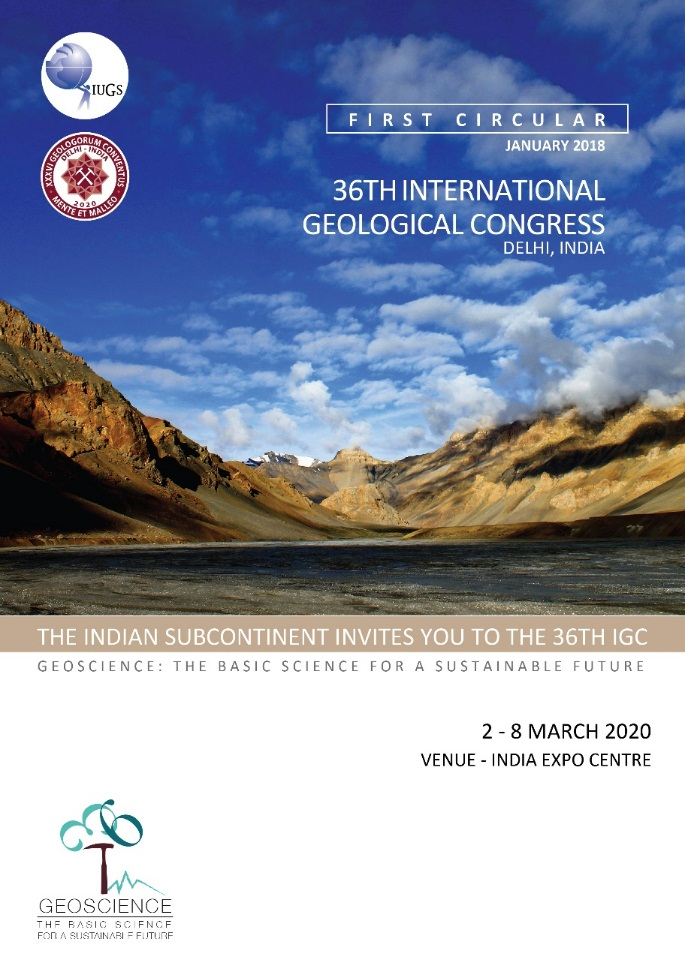 IUGS
XXXVI GEOLOGORUM CONVENTUS
DELHI - INDIA
2020
MENTE ET MALLEO
FIRST CIRCULAR
JANUARY 2018
36TH INTERNATIONAL
GEOLOGICAL CONGRESS
DELHI, INDIA
THE INDIAN SUBCONTINENT INVITES YOU TO THE 36TH IGC
GEOSCIENCE: THE BASIC SCIENCE FOR A SUSTAINABLE FUTURE
2 - 8 MARCH 2020
VENUE - INDIA EXPO CENTRE
GEOSCIENCE
THE BASIC SCIENCE
FOR A SUSTAINABLE FUTURE